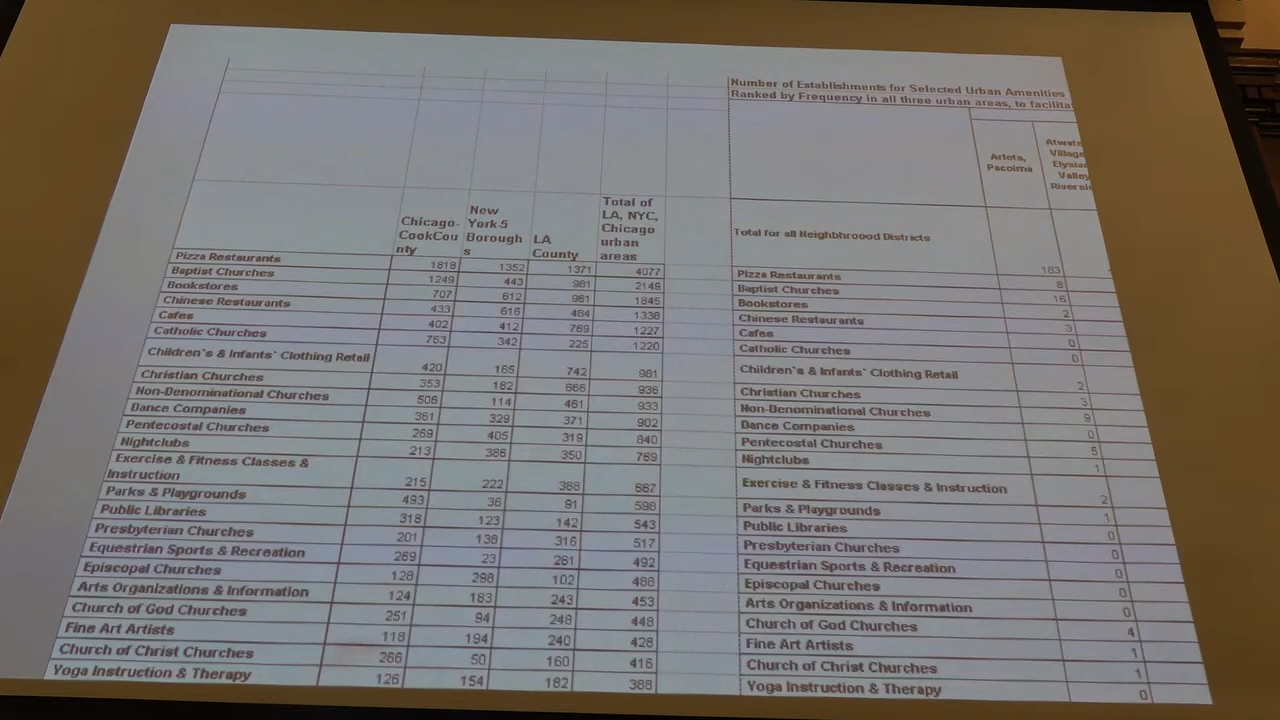 Number of Establishments for Selected Urban Amenities
Ranked by Frequency in all three urban areas, to facilita
Chicago- CookCou nty
New York-5 Borough s
LA County
Total of LA, NYC, Chicago urban areas
Pizza Restaurants 1818 1352 1371 4077
Baptist Churches 1249 443 981 2149
Bookstores 707 612 961 1845
Chinese Restaurants 433 616 484 1338
Cafes 402 412 769 1227
Catholic Churches 763 342 225 1220
Children`s & Infants` Clothing Retail 420 165 742 981
Christian Churches 353 182 666 936
Non-Denominational Churches 506 114 461 933
Dance Companies 361 329 371 902
Pentecostal Churches 269 405 319 840
Nightclubs 213 386 350 789
Exercise & Fitness Classes &
Instruction 215 222 388 667
Parks & Playgrounds 493 36 91 598
Public Libraries 318 123 142 543
Presbyterian Churches 201 138 316 517
Equestrian Sports & Recreation 269 23 261 492
Episcopal Churches 128 298 102 488
Arts Organizations & Information 124 183 243 453
Church of God Churches 251 94 248 448
Fine Art Artists 118 194 240 428
Church of Christ Churches 266 50 160 416
Yoga Instruction & Therapy 126 154 182 388
Arleta, Pacoima
Village
Valley
Total for all Neighbhroood Districts
183
Pizza Restaurants 8
Baptist Churches 16
Bookstores 2
Chinese Restaurants 3
Cafes 0
Catholic Churches 0
Children`s & Infants` Clothing Retail 2
Christian Churches 3
Non-Denominational Churches 9
Dance Companies 0
Pentecostal Churches 5
Nightclubs 1
Exercise & Fitness Classes & Instruction 2
Parks & Playgrounds 1
Public Libraries 0
Presbyterian Churches 0
Equestrian Sports & Recreation 0
Episcopal Churches 0
Arts Organizations & Information 0
Church of God Churches 4
Fine Art Artists 1
Church of Christ Churches 1
Yoga Instruction & Therapy 0